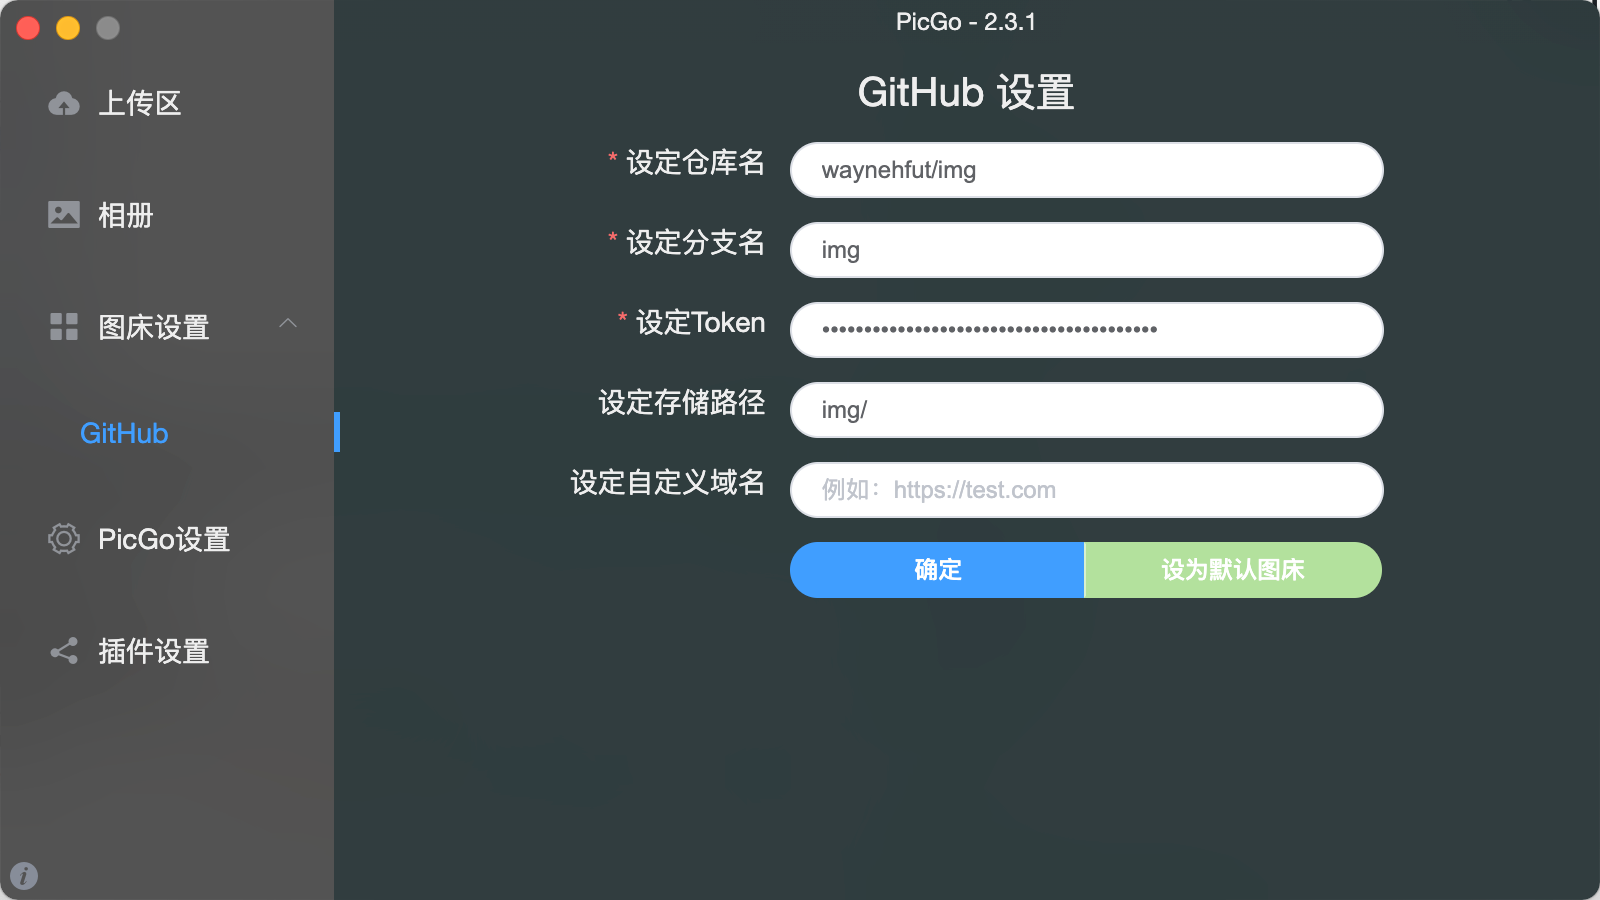 PicGo - 2.3.1
上传区
相册
图床设置
GitHub
PicGo设置
插件设置
GitHub 设置
* 设定仓库名
waynehfut/img
* 设定分支名
img
* 设定Token
••••••••••••••••••••••••••••••••••••••••
设定存储路径
img/
设定自定义域名
例如：https://test.com
确定
设为默认图床